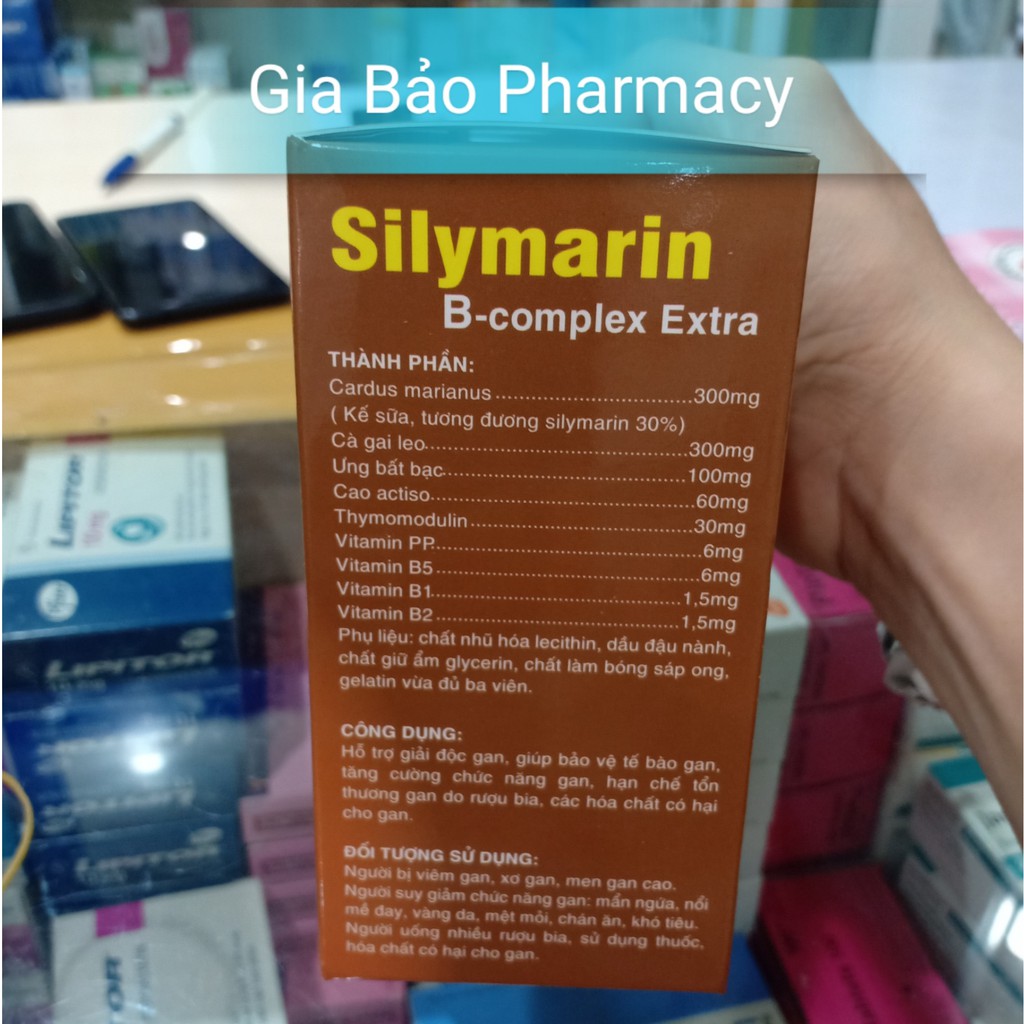 Gia Bảo Pharmacy
Silymarin
B-complex Extra
THÀNH PHẦN:
Cardus marianus................................300mg
( Kế sữa, tương đương silymarin 30%)
Cà gai leo............................................300mg
Ưng bất bạc........................................100mg
Cao actiso............................................60mg
Thymomodulin.....................................30mg
Vitamin PP.............................................6mg
Vitamin B5............................................6mg
Vitamin B1.........................................1,5mg
Vitamin B2.........................................1,5mg
Phụ liệu: chất nhũ hóa lecithin, dầu đậu nành,
chất giữ ẩm glycerin, chất làm bóng sáp ong,
gelatin vừa đủ ba viên.
CÔNG DỤNG:
Hỗ trợ giải độc gan, giúp bảo vệ tế bào gan,
tăng cường chức năng gan, hạn chế tổn
thương gan do rượu bia, các hóa chất có hại
cho gan.
ĐỐI TƯỢNG SỬ DỤNG:
Người bị viêm gan, xơ gan, men gan cao.
Người suy giảm chức năng gan: mẩn ngứa, nổi
mề đay, vàng da, mệt mỏi, chán ăn, khó tiêu.
Người uống nhiều rượu bia, sử dụng thuốc,
hóa chất có hại cho gan.
LIPITOR
Pfizer
LIPITOR
LIPITOR